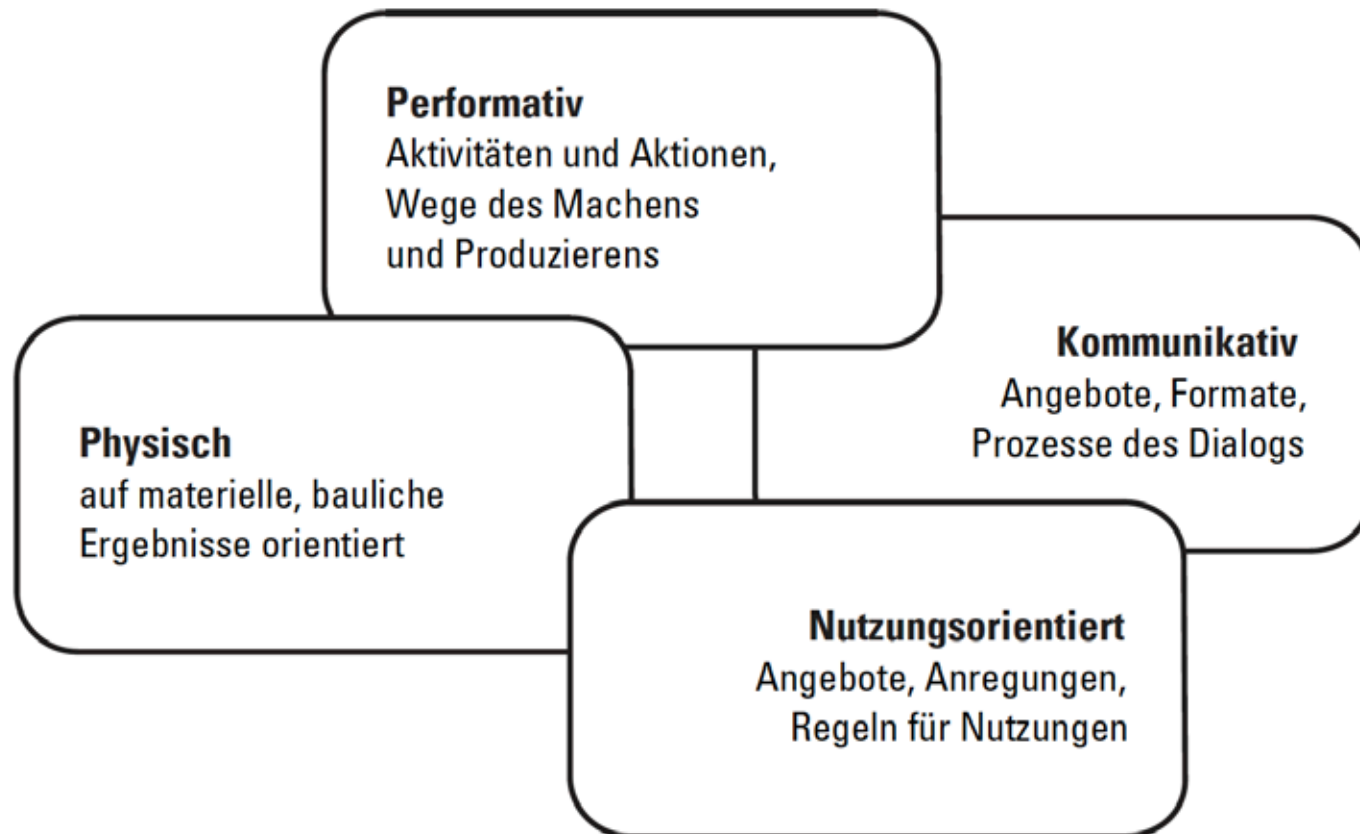 Performativ
Aktivitäten und Aktionen,
Wege des Machens
und Produzierens
Kommunikativ
Angebote, Formate,
Prozesse des Dialogs
Physisch
auf materielle, bauliche
Ergebnisse orientiert
Nutzungsorientiert
Angebote, Anregungen,
Regeln für Nutzungen